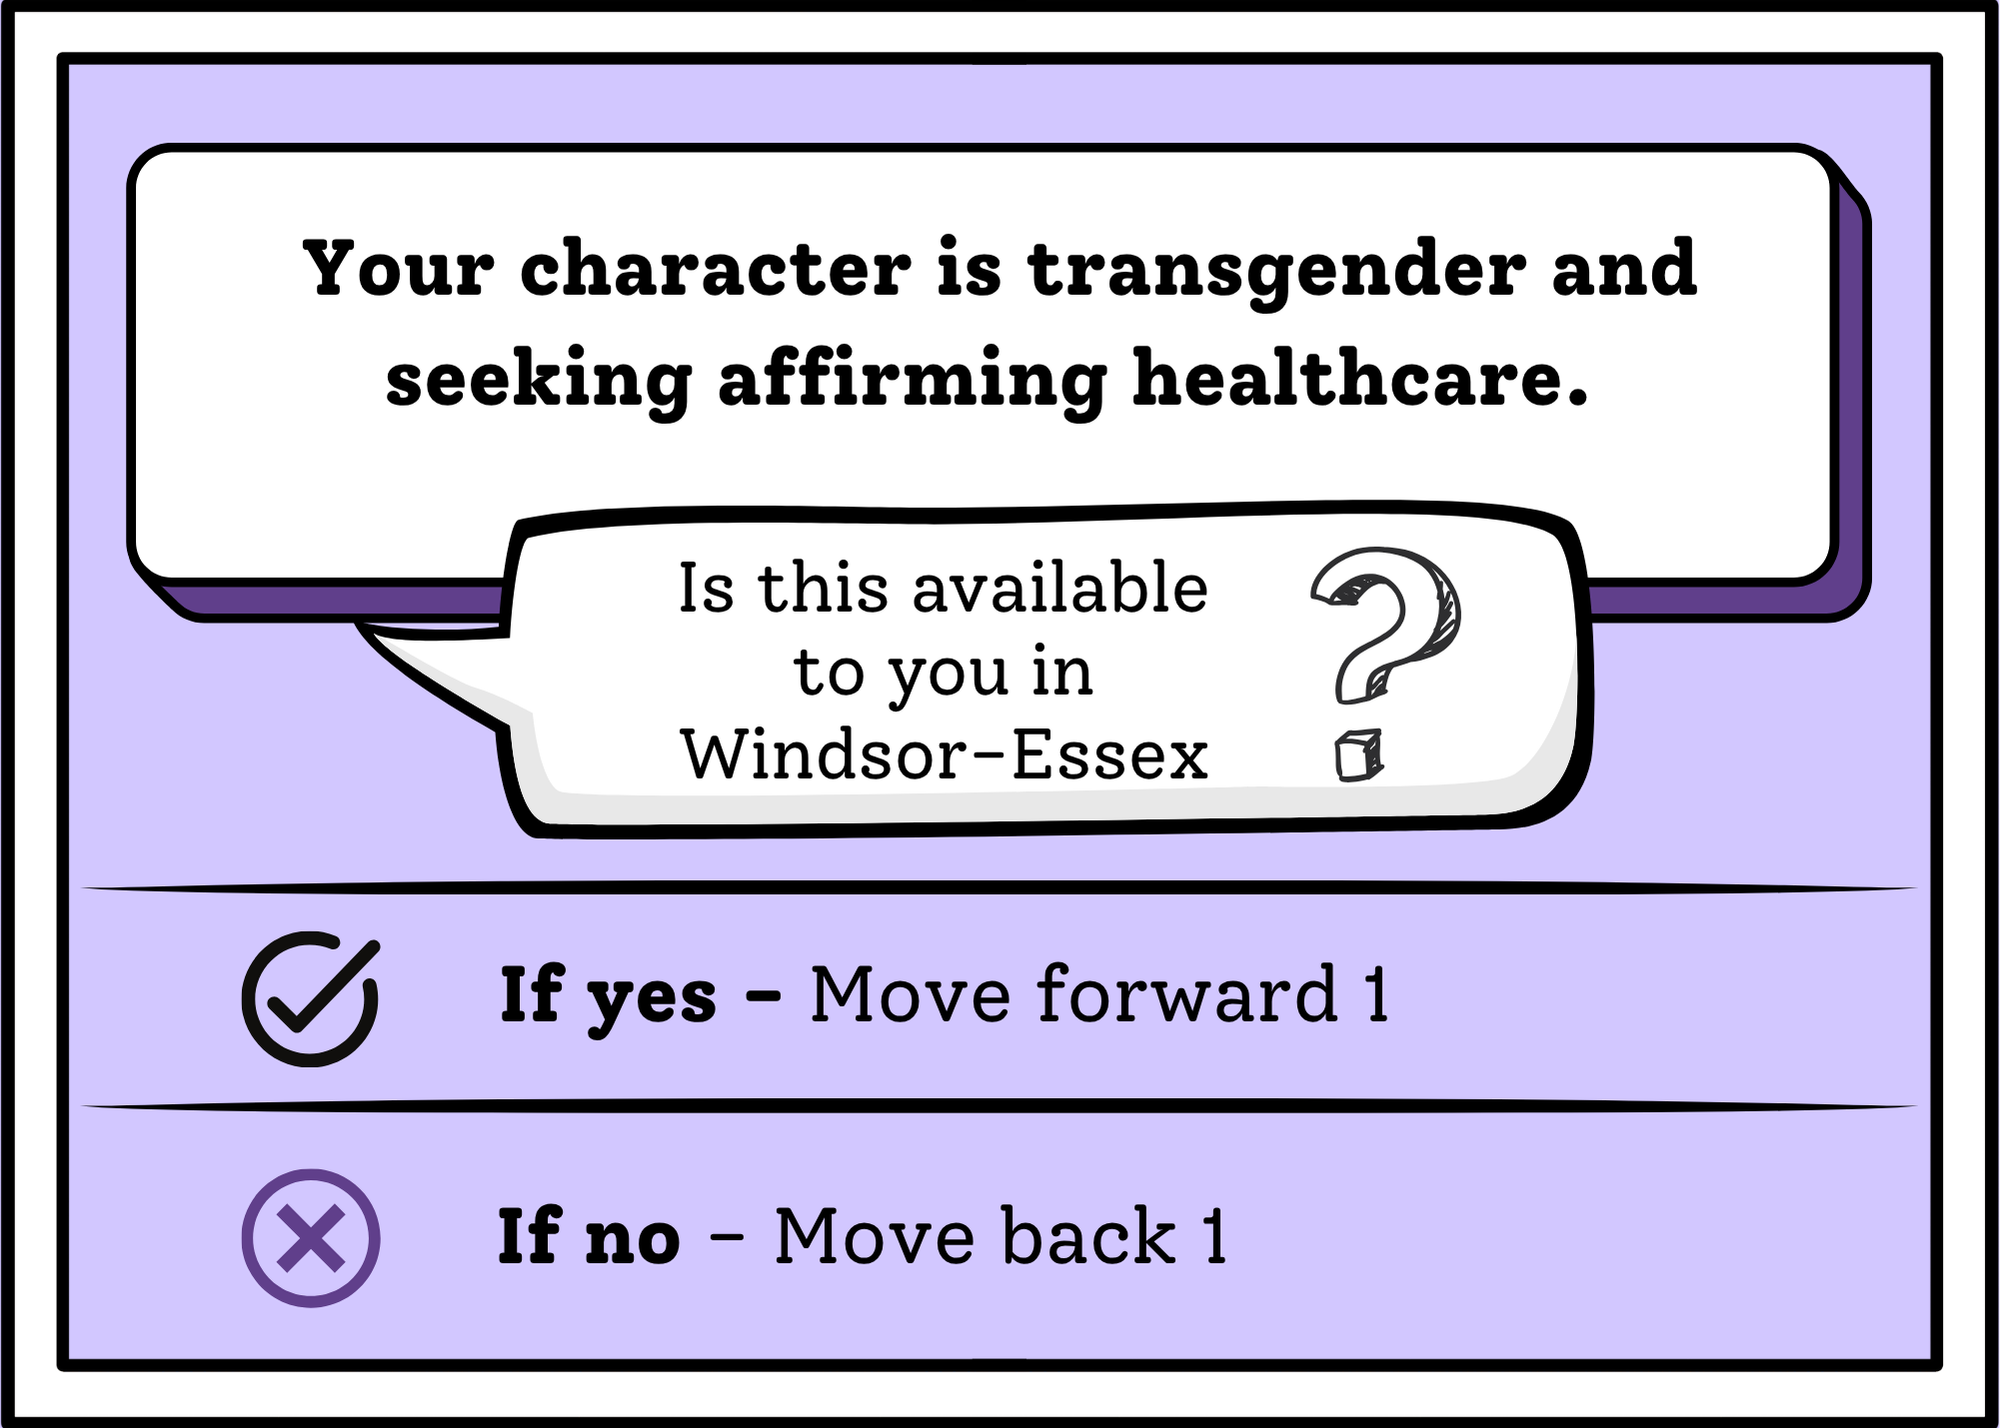 Your character is transgender and
seeking affirming healthcare.
Is this available
to you in
Windsor-Essex
?
If yes - Move forward 1
If no - Move back 1